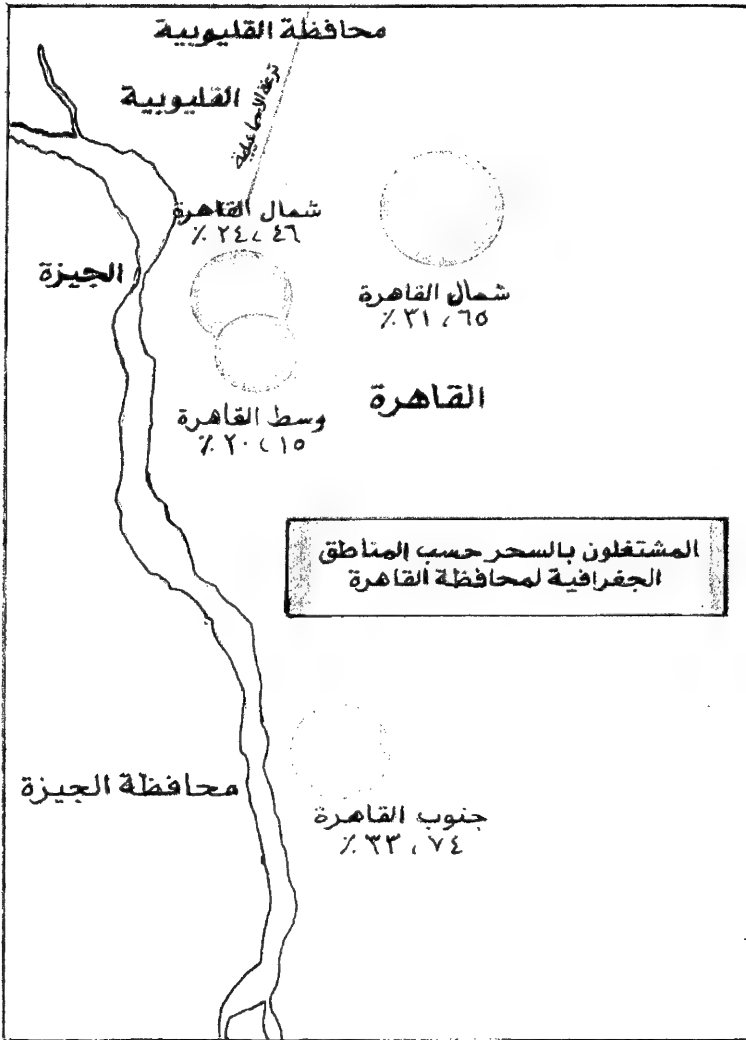 محافظة القليوبية
القليوبية
ترعة الاسماعيلية
شمال القاهرة
٢٤،٤٦ ٪
الجيزة
شمال القاهرة
٣١،٦٥ ٪
القاهرة
وسط القاهرة
٢٠،١٥ ٪
المشتغلون بالسحر حسب المناطق
الجغرافية لمحافظة القاهرة
محافظة الجيزة
جنوب القاهرة
٣٣،٧٤ ٪